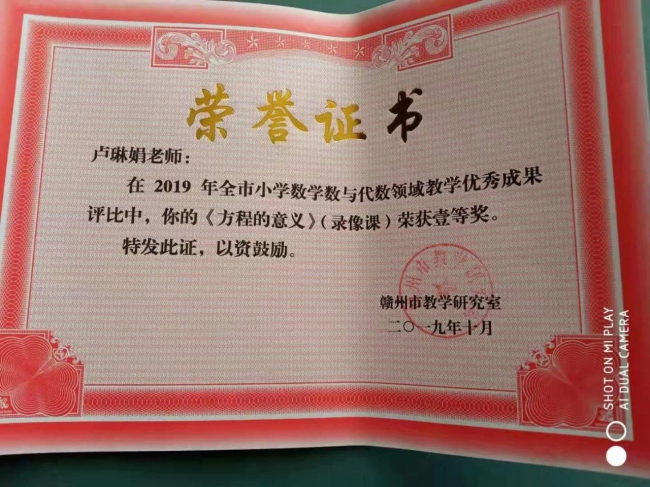 荣誉证书
卢琳娟老师：
在 2019 年全市小学数学数与代数领域教学优秀成果
评比中，你的《方程的意义》（录像课）荣获壹等奖。
特发此证，以资鼓励。
赣州市教学研究室
二〇一九年十月
SHOT ON MI PLAY
AI DUAL CAMERA